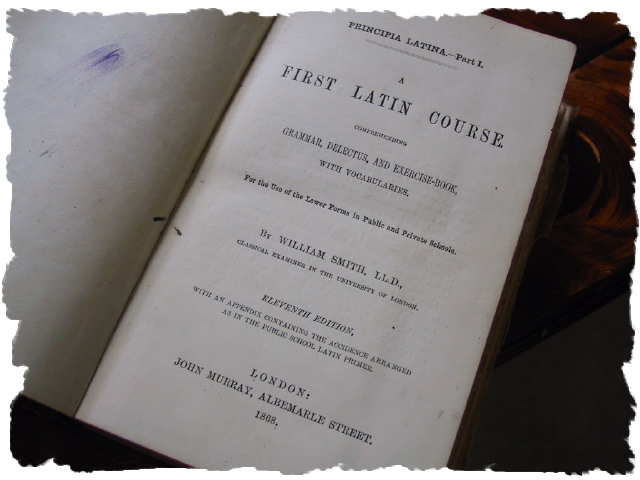 PRINCIPIA LATINA.—Part I.
A
FIRST LATIN COURSE
COMPREHENDING
GRAMMAR, DELECTUS, AND EXERCISE-BOOK,
WITH VOCABULARIES.
For the Use of the Lower Forms in Public and Private Schools.
BY WILLIAM SMITH, LL.D.,
CLASSICAL EXAMINER IN THE UNIVERSITY OF LONDON.
ELEVENTH EDITION,
WITH AN APPENDIX CONTAINING THE ACCIDENCE ARRANGED
AS IN THE PUBLIC SCHOOL LATIN PRIMER.
LONDON:
JOHN MURRAY, ALBEMARLE STREET.
1868.